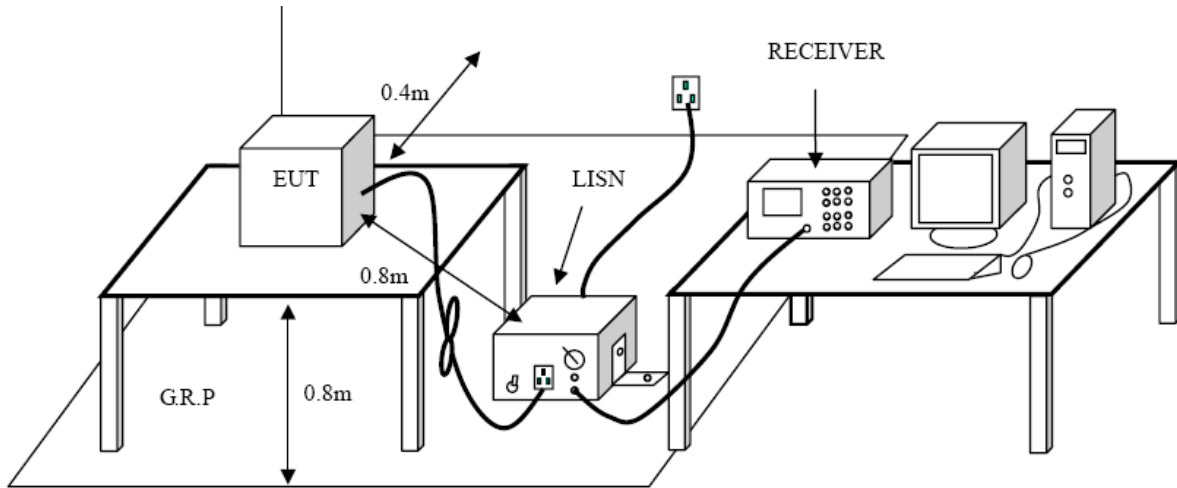 RECEIVER
0.4m
EUT
LISN
0.8m
G.R.P
0.8m